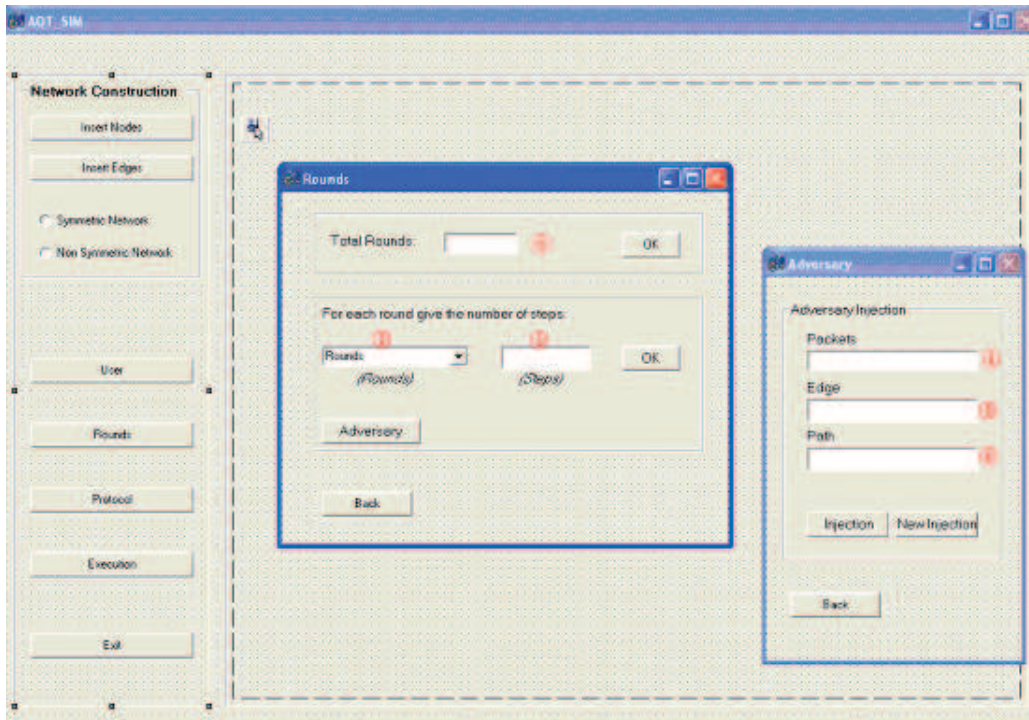 AQT_SIM
Network Construction
Insert Nodes
Insert Edges
Symmetric Network
Non Symmetric Network
User
Rounds
Protocol
Execution
Exit
Rounds
Total Rounds:
OK
For each round give the number of steps:
Rounds
OK
(Rounds)
(Steps)
Adversary
Back
Adversary
Adversary Injection
Packets
Edge
Path
Injection
New Injection
Back